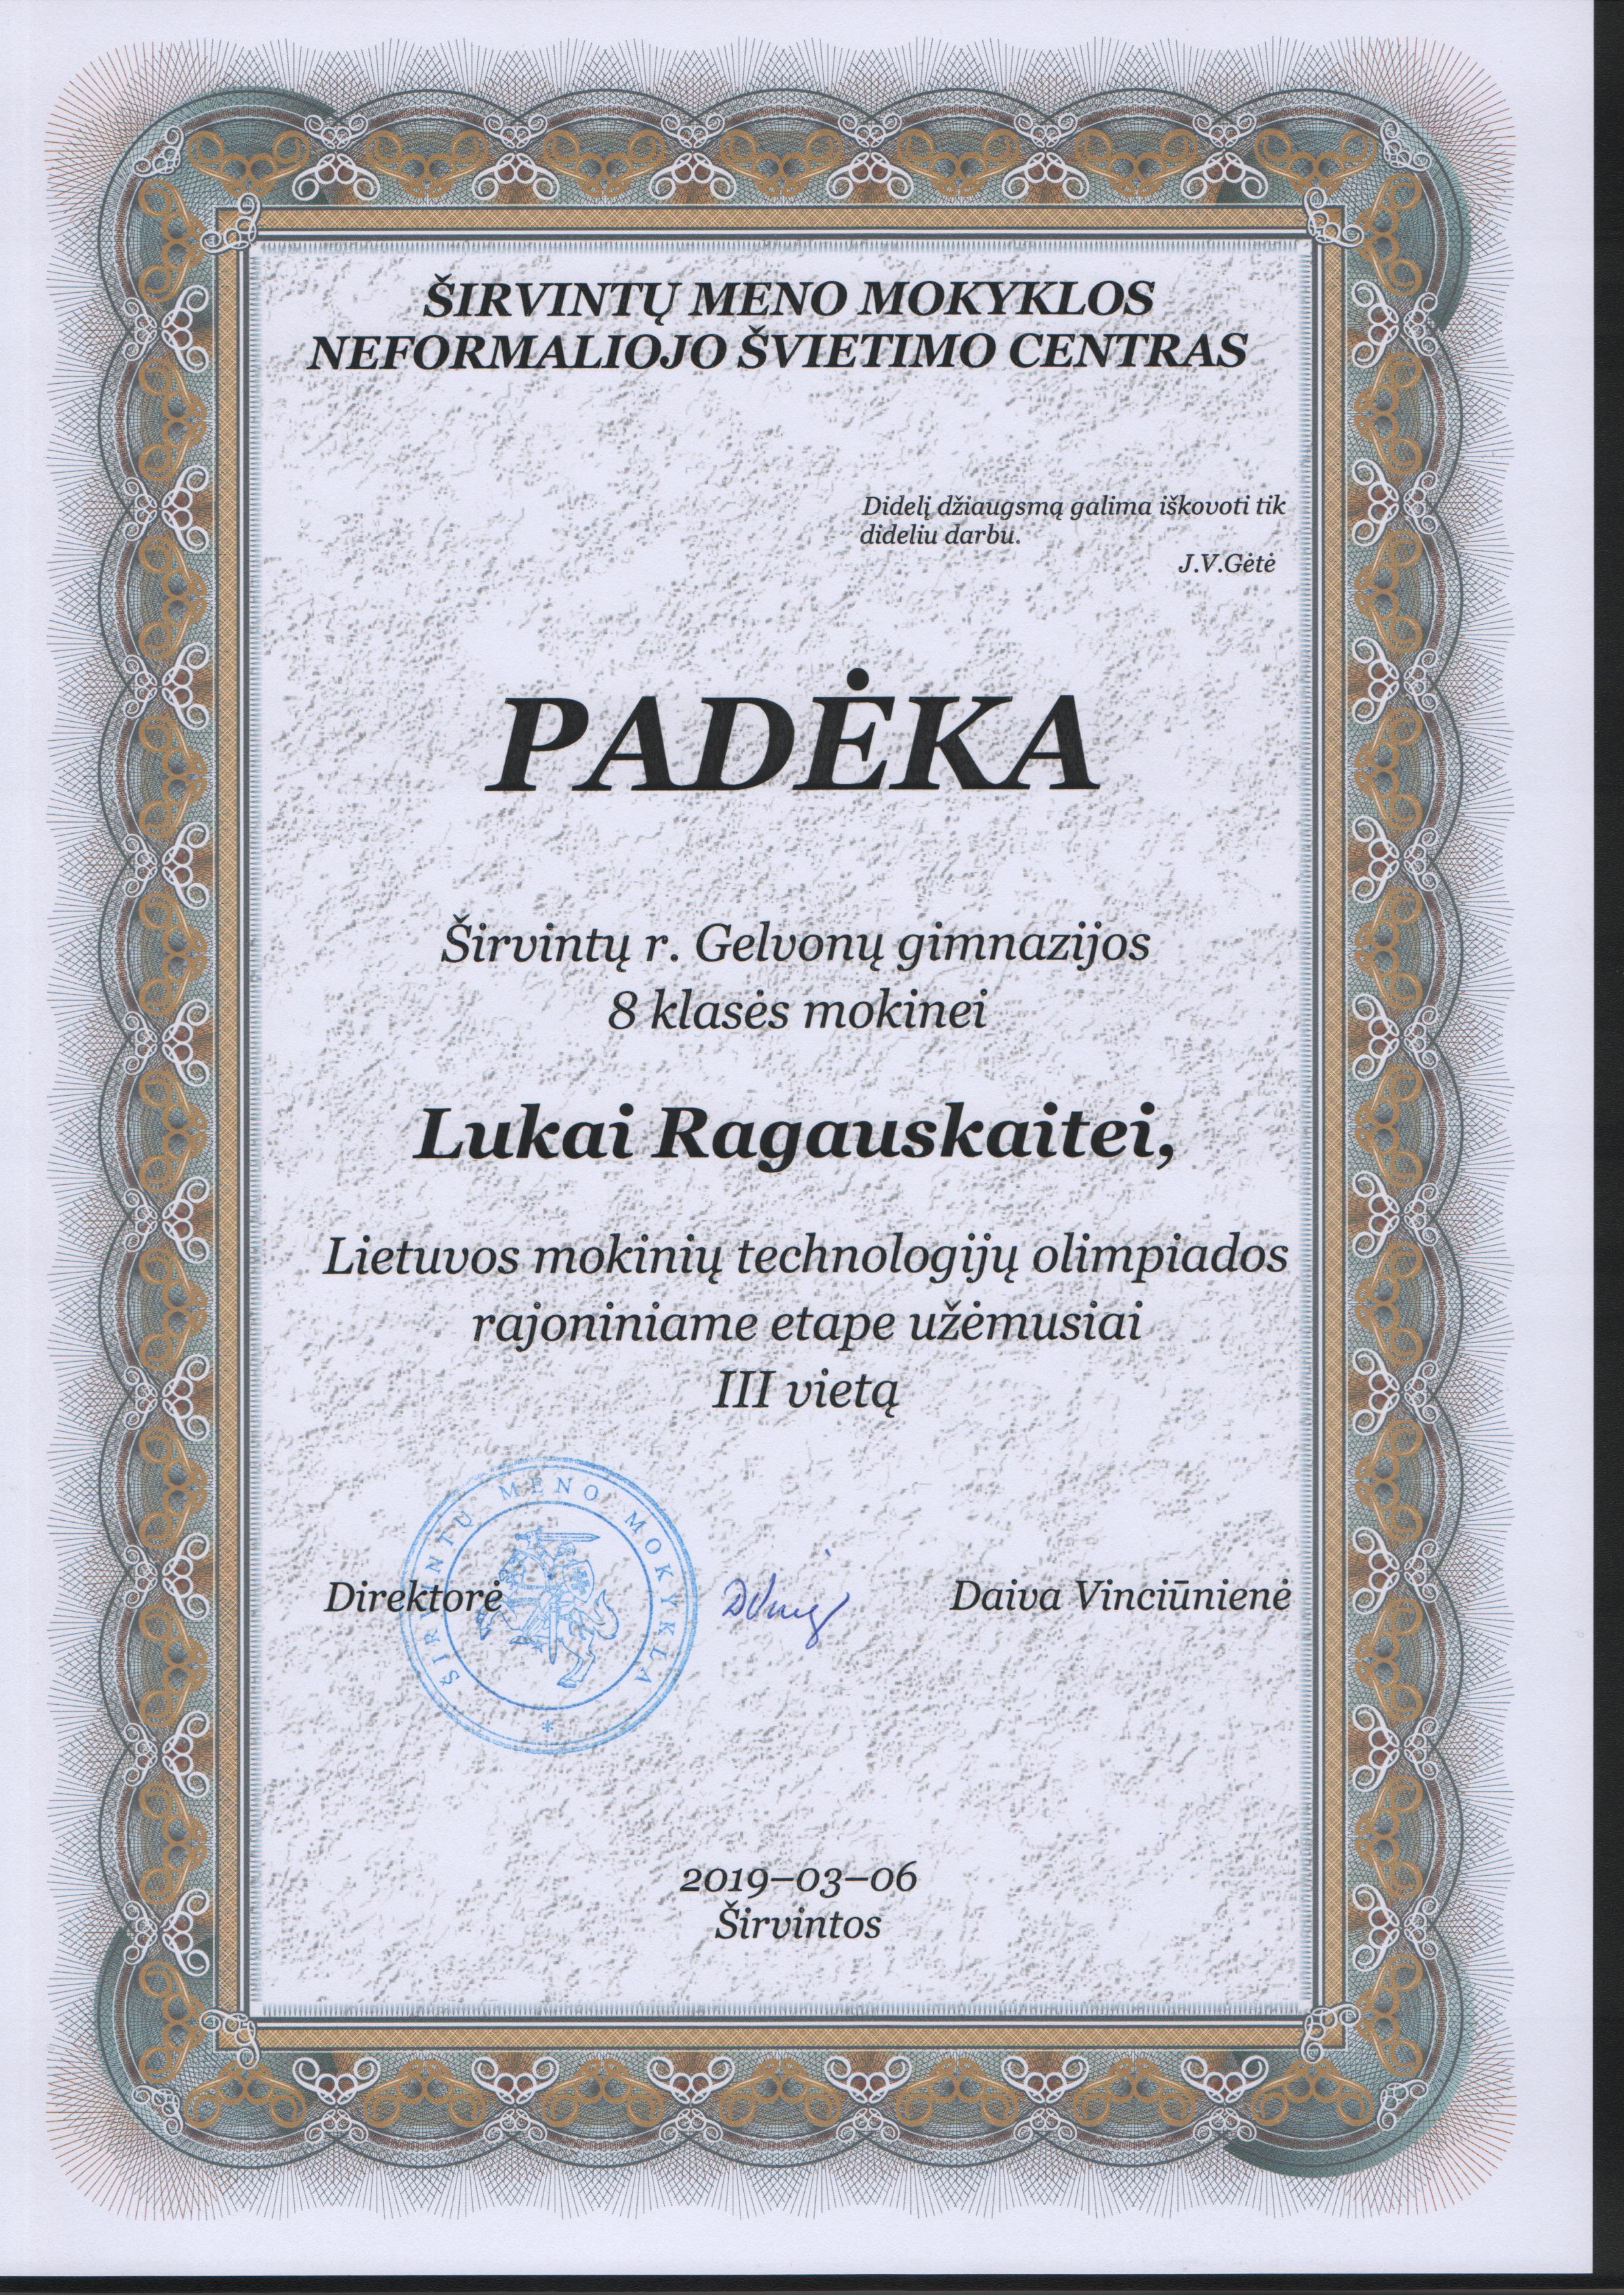 ŠIRVINTŲ MENO MOKYKLOS
NEFORMALIOJO ŠVIETIMO CENTRAS
Didelį džiaugsmą galima iškovoti tik
dideliu darbu.
J.V.Gėtė
PADĖKA
Širvintų r. Gelvonų gimnazijos
8 klasės mokinei
Lukai Ragauskaitei,
Lietuvos mokinių technologijų olimpiados
rajoniniame etape užėmusiai
III vietą
ŠIRVINTŲ MENO MOKYKLA *
Direktorė Daiva Vinciūnienė
2019–03–06
Širvintos